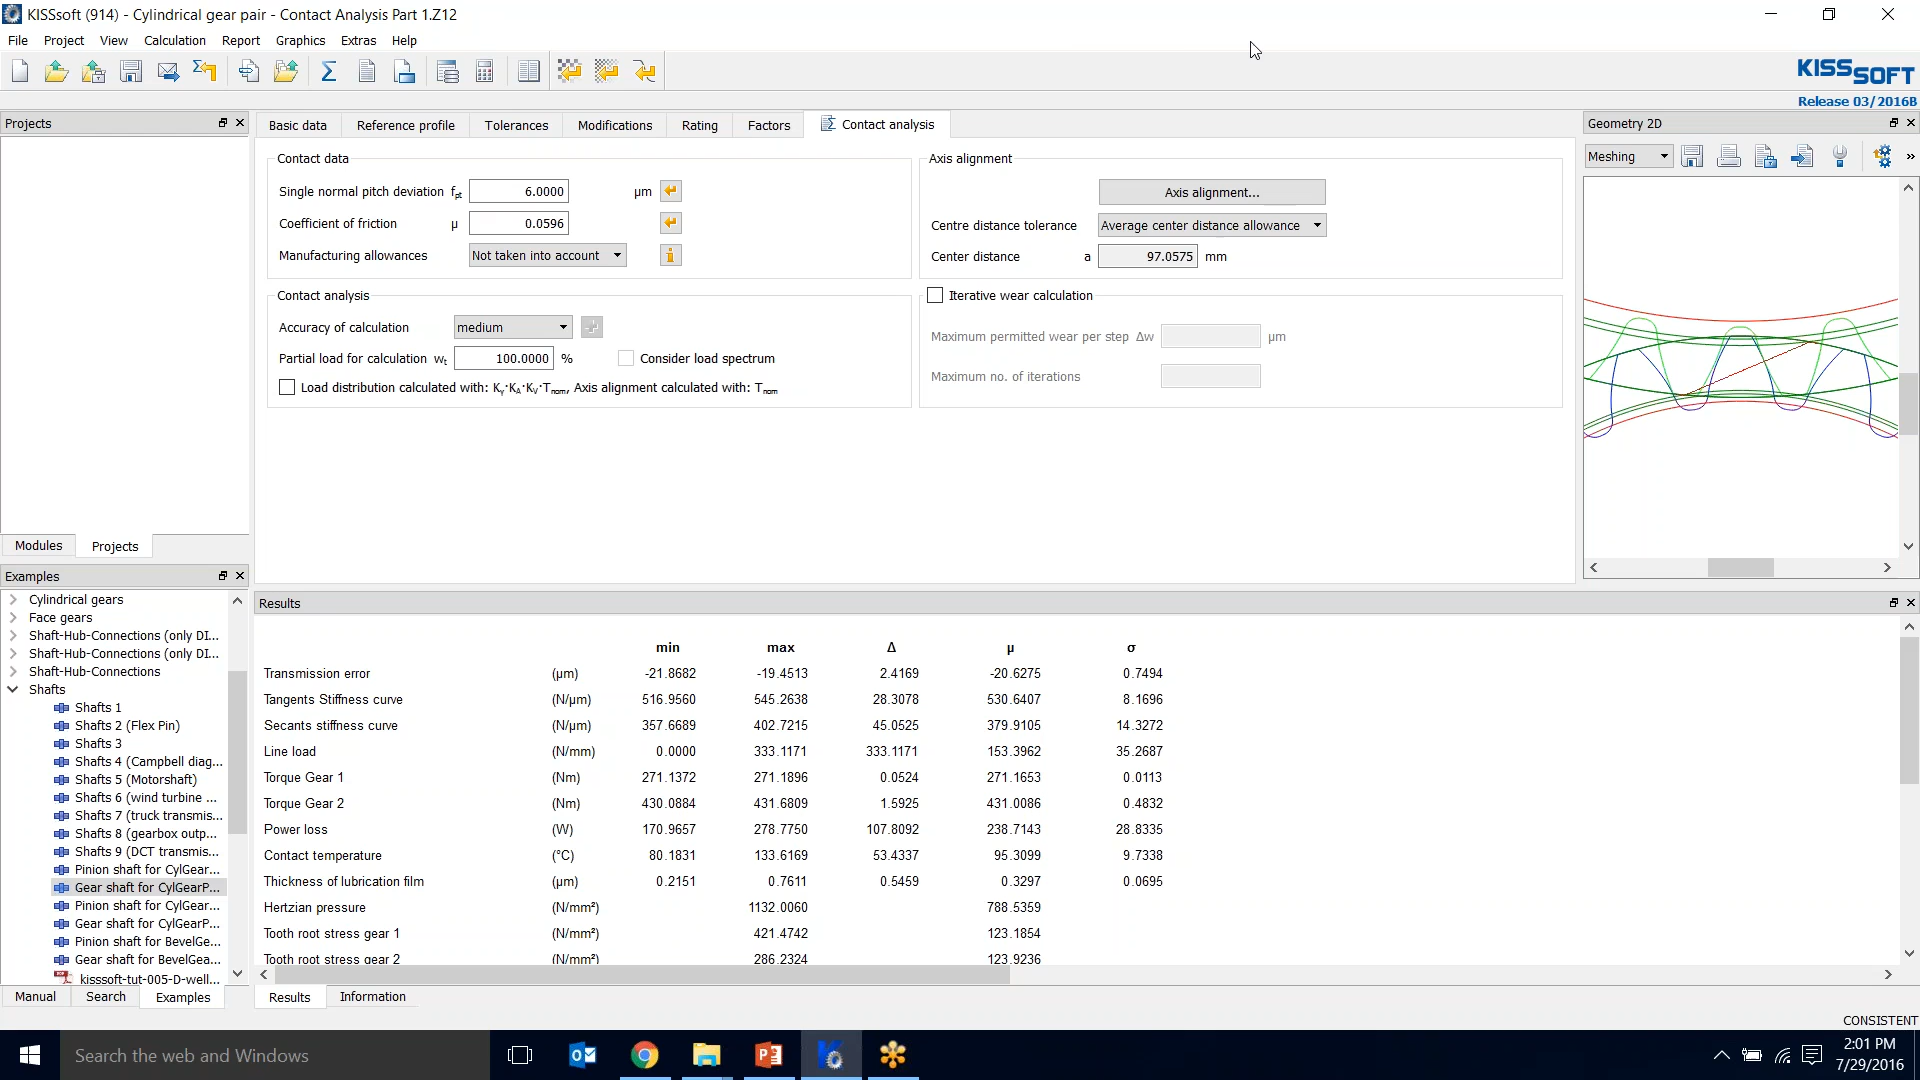 KISSsoft (914) - Cylindrical gear pair - Contact Analysis Part 1.Z12
File Project View Calculation Report Graphics Extras Help
KISSSOFT
Release 03/2016B
Projects
Basic data Reference profile Tolerances Modifications Rating Factors Contact analysis
Geometry 2D
Meshing »
Contact data
Single normal pitch deviation fpt 6.0000 µm
Coefficient of friction µ 0.0596
Manufacturing allowances Not taken into account
Axis alignment
Axis alignment...
Centre distance tolerance Average center distance allowance
Center distance a 97.0575 mm
Contact analysis
Accuracy of calculation medium
Partial load for calculation wt 100.0000 % Consider load spectrum
Load distribution calculated with: Kγ·KA·KV·Tnom, Axis alignment calculated with: Tnom
Iterative wear calculation
Maximum permitted wear per step Δw µm
Maximum no. of iterations
Modules Projects
Examples
Cylindrical gears
Face gears
Shaft-Hub-Connections (only DI...
Shaft-Hub-Connections (only DI...
Shaft-Hub-Connections
Shafts
Shafts 1
Shafts 2 (Flex Pin)
Shafts 3
Shafts 4 (Campbell diag...
Shafts 5 (Motorshaft)
Shafts 6 (wind turbine ...
Shafts 7 (truck transmis...
Shafts 8 (gearbox outp...
Shafts 9 (DCT transmis...
Pinion shaft for CylGear...
Gear shaft for CylGearP...
Pinion shaft for CylGear...
Gear shaft for CylGearP...
Pinion shaft for BevelGe...
Gear shaft for BevelGea...
kisssoft-tut-005-D-well...
Manual Search Examples
Results
min max Δ µ σ
Transmission error (µm) -21.8682 -19.4513 2.4169 -20.6275 0.7494
Tangents Stiffness curve (N/µm) 516.9560 545.2638 28.3078 530.6407 8.1696
Secants stiffness curve (N/µm) 357.6689 402.7215 45.0525 379.9105 14.3272
Line load (N/mm) 0.0000 333.1171 333.1171 153.3962 35.2687
Torque Gear 1 (Nm) 271.1372 271.1896 0.0524 271.1653 0.0113
Torque Gear 2 (Nm) 430.0884 431.6809 1.5925 431.0086 0.4832
Power loss (W) 170.9657 278.7750 107.8092 238.7143 28.8335
Contact temperature (°C) 80.1831 133.6169 53.4337 95.3099 9.7338
Thickness of lubrication film (µm) 0.2151 0.7611 0.5459 0.3297 0.0695
Hertzian pressure (N/mm²) 1132.0060 788.5359
Tooth root stress gear 1 (N/mm²) 421.4742 123.1854
Tooth root stress gear 2 (N/mm²) 286.2324 123.9236
Results Information
CONSISTENT
Search the web and Windows
2:01 PM
7/29/2016